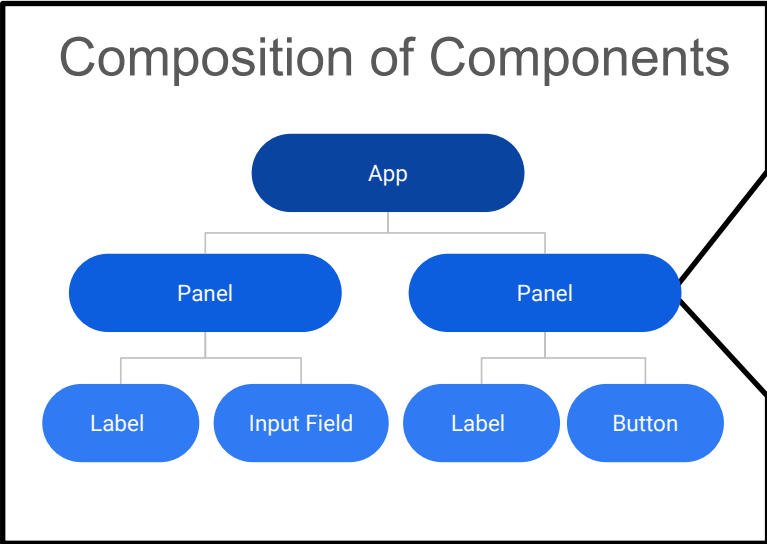 Composition of Components
App
Panel
Panel
Label
Input Field
Label
Button